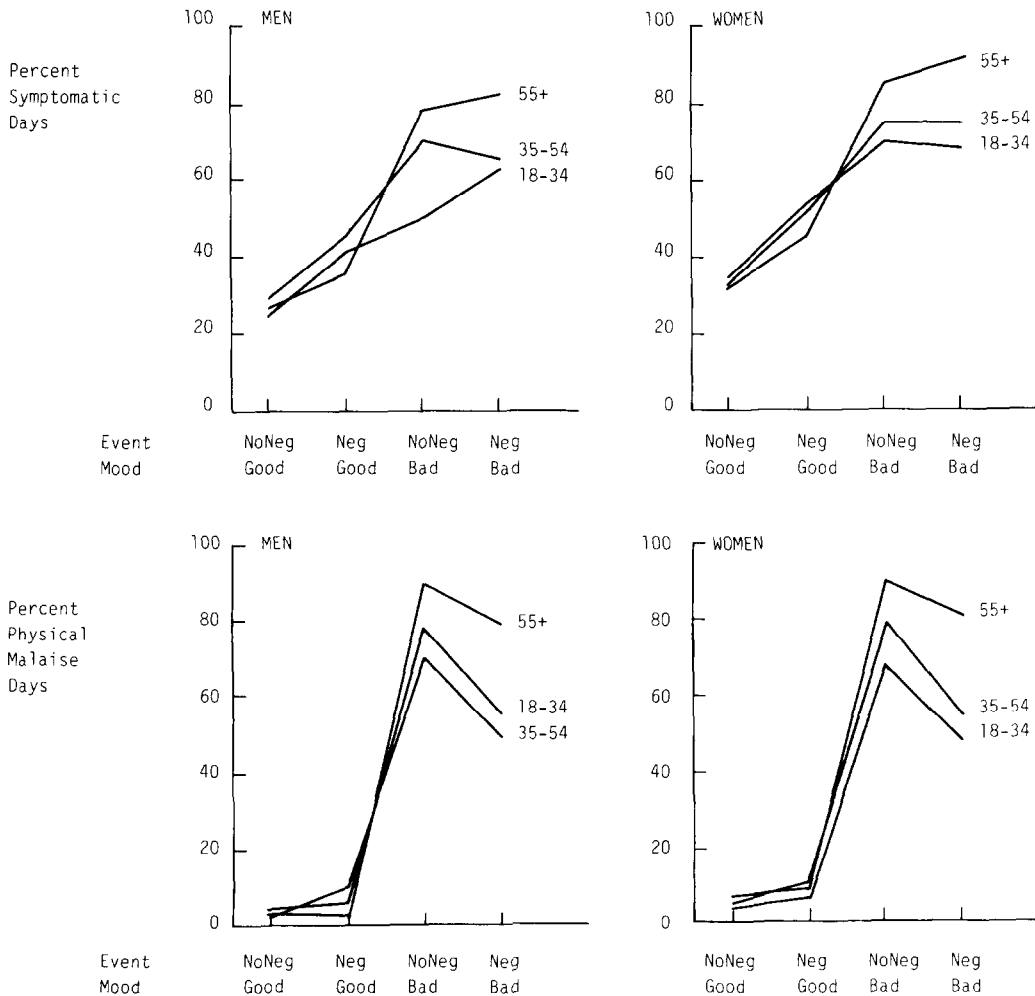 100 MEN
Percent
Symptomatic
Days
80
60
40
20
0
55+
35-54
18-34
Event NoNeg Neg NoNeg Neg
Mood Good Good Bad Bad
100 WOMEN
80
60
40
20
0
55+
35-54
18-34
NoNeg Neg NoNeg Neg
Good Good Bad Bad
100 MEN
Percent
Physical
Malaise
Days
80
60
40
20
0
55+
18-34
35-54
Event NoNeg Neg NoNeg Neg
Mood Good Good Bad Bad
100 WOMEN
80
60
40
20
0
55+
35-54
18-34
NoNeg Neg NoNeg Neg
Good Good Bad Bad